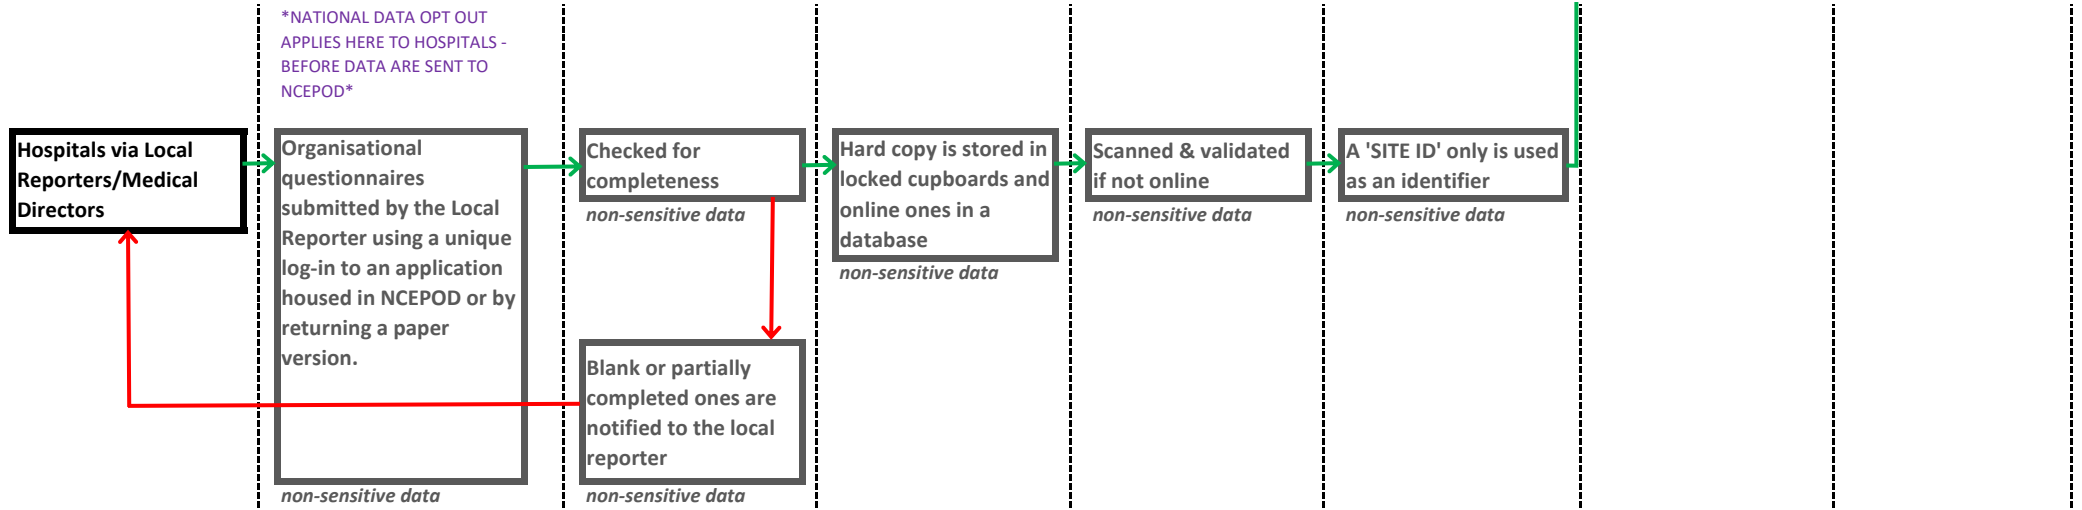 *NATIONAL DATA OPT OUT
APPLIES HERE TO HOSPITALS -
BEFORE DATA ARE SENT TO
NCEPOD*
Hospitals via Local
Reporters/Medical
Directors
Organisational
questionnaires
submitted by the Local
Reporter using a unique
log-in to an application
housed in NCEPOD or by
returning a paper
version.
non-sensitive data
Checked for
completeness
non-sensitive data
Blank or partially
completed ones are
notified to the local
reporter
non-sensitive data
Hard copy is stored in
locked cupboards and
online ones in a
database
non-sensitive data
Scanned & validated
if not online
non-sensitive data
A 'SITE ID' only is used
as an identifier
non-sensitive data